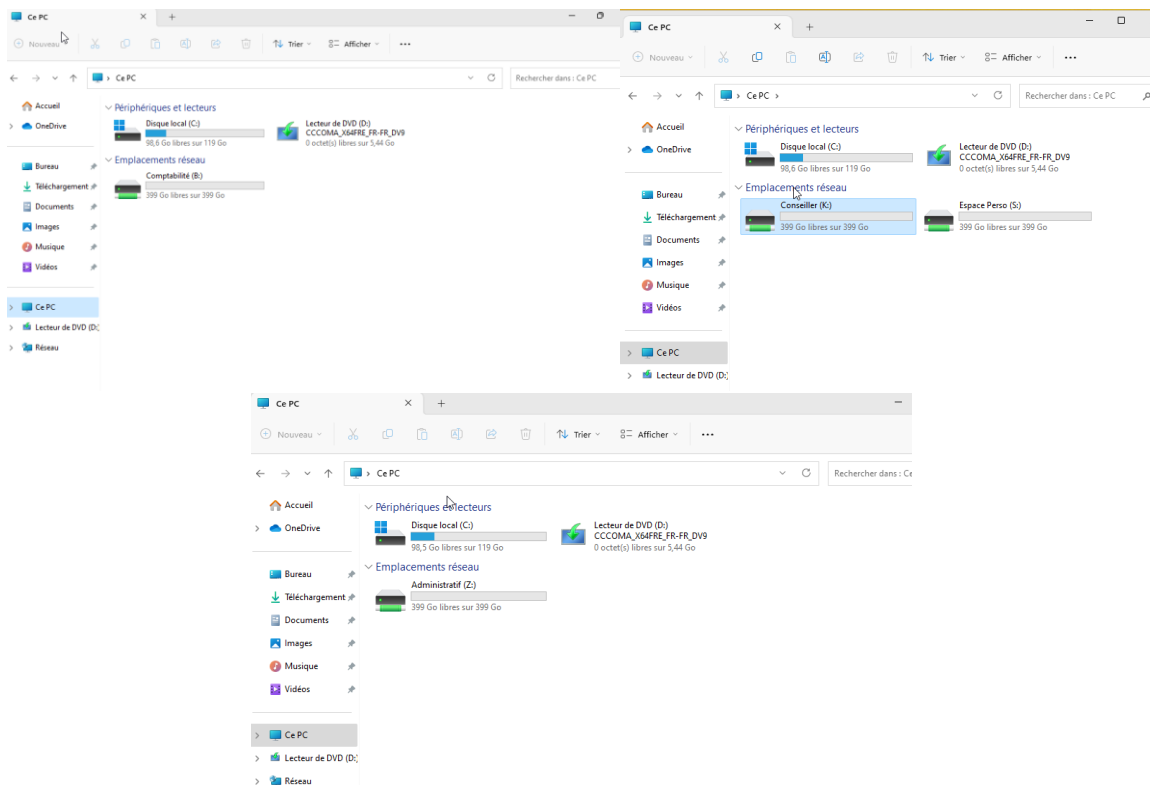 Ce PC
Nouveau
Trier
Afficher
Ce PC
Rechercher dans : Ce PC
Accueil
OneDrive
Bureau
Téléchargement
Documents
Images
Musique
Vidéos
Ce PC
Lecteur de DVD (D:
Réseau
Périphériques et lecteurs
Disque local (C:)
98,6 Go libres sur 119 Go
Lecteur de DVD (D:)
CCCOMA_X64FRE_FR-FR_DV9
0 octet(s) libres sur 5,44 Go
Emplacements réseau
Comptabilité (B:)
399 Go libres sur 399 Go
Ce PC
Nouveau
Trier
Afficher
Ce PC
Rechercher dans : Ce PC
Accueil
OneDrive
Bureau
Téléchargement
Documents
Images
Musique
Vidéos
Ce PC
Lecteur de DVD (D:
Périphériques et lecteurs
Disque local (C:)
98,6 Go libres sur 119 Go
Lecteur de DVD (D:)
CCCOMA_X64FRE_FR-FR_DV9
0 octet(s) libres sur 5,44 Go
Emplacements réseau
Conseiller (K:)
399 Go libres sur 399 Go
Espace Perso (S:)
399 Go libres sur 399 Go
Ce PC
Nouveau
Trier
Afficher
Ce PC
Rechercher dans : Ce
Accueil
OneDrive
Bureau
Téléchargement
Documents
Images
Musique
Vidéos
Ce PC
Lecteur de DVD (D:
Réseau
Périphériques et lecteurs
Disque local (C:)
98,5 Go libres sur 119 Go
Lecteur de DVD (D:)
CCCOMA_X64FRE_FR-FR_DV9
0 octet(s) libres sur 5,44 Go
Emplacements réseau
Administratif (Z:)
399 Go libres sur 399 Go